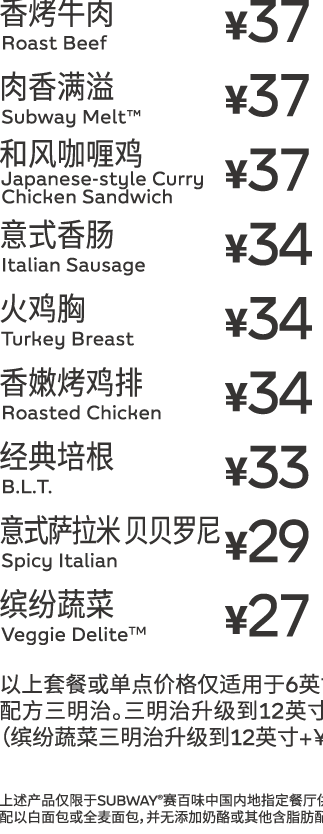 香烤牛肉 ¥37
Roast Beef
肉香满溢 ¥37
Subway Melt™
和风咖喱鸡 ¥37
Japanese-style Curry
Chicken Sandwich
意式香肠 ¥34
Italian Sausage
火鸡胸 ¥34
Turkey Breast
香嫩烤鸡排 ¥34
Roasted Chicken
经典培根 ¥33
B.L.T.
意式萨拉米 贝贝罗尼 ¥29
Spicy Italian
缤纷蔬菜 ¥27
Veggie Delite™
以上套餐或单点价格仅适用于6英
配方三明治。三明治升级到12英寸
（缤纷蔬菜三明治升级到12英寸+¥
上述产品仅限于SUBWAY®赛百味中国内地指定餐厅
配以白面包或全麦面包，并无添加奶酪或其他含脂肪